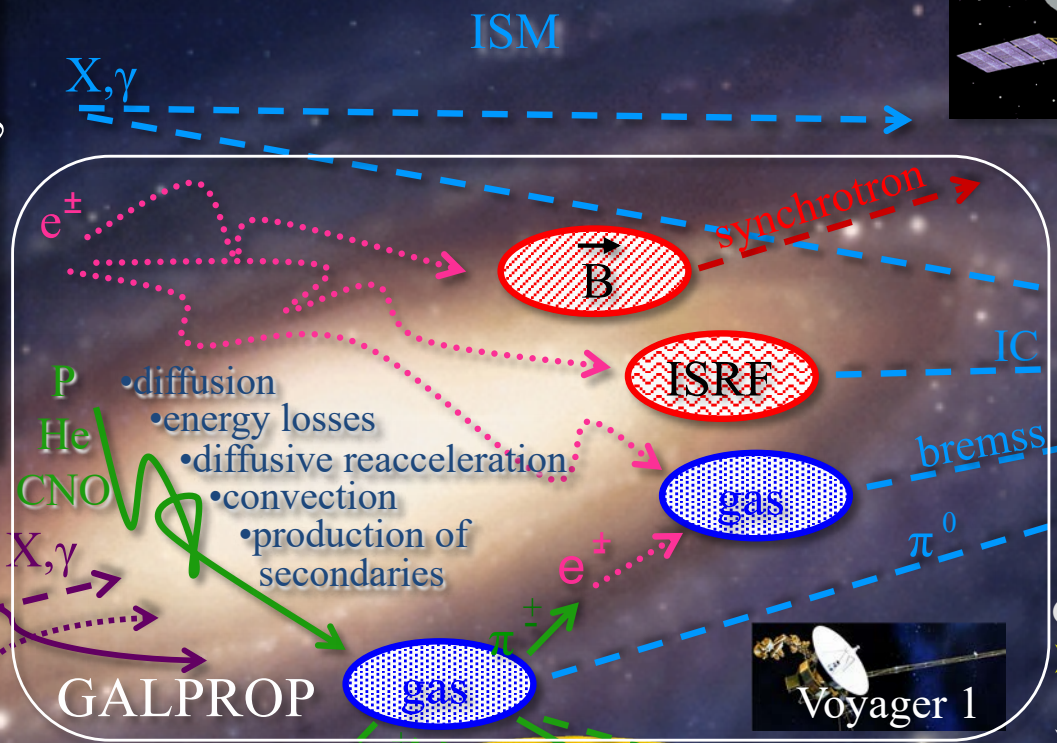 ISM
X,γ
e±
synchrotron
B
IC
ISRF
P
He
CNO
•diffusion
•energy losses
•diffusive reacceleration
•convection
•production of
secondaries
bremss
gas
π0
X,γ
e±
π±
gas
GALPROP
Voyager 1